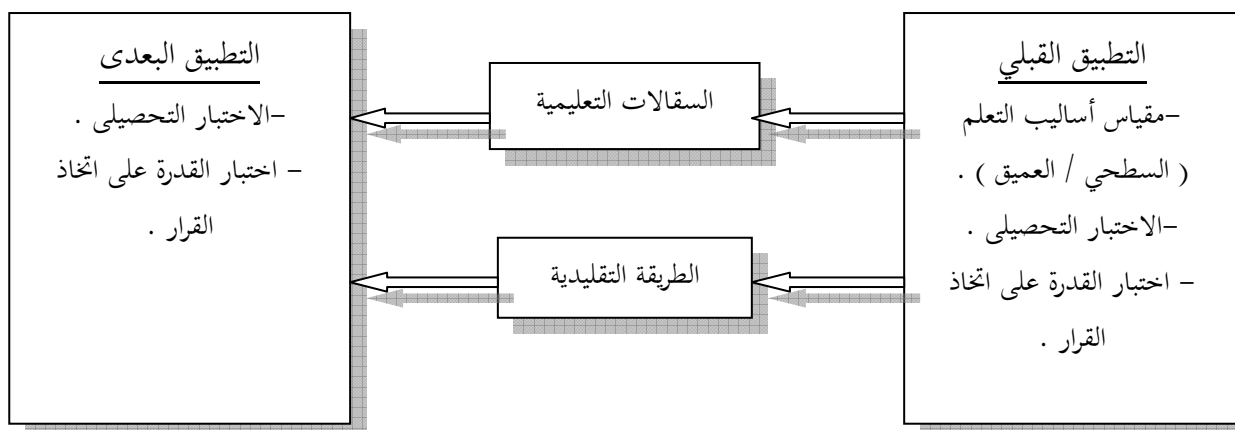 التطبيق القبلي
-مقياس أساليب التعلم
( السطحي / العميق ) .
-الاختبار التحصيلى .
- اختبار القدرة على اتخاذ
القرار .
السقالات التعليمية
الطريقة التقليدية
التطبيق البعدى
-الاختبار التحصيلى .
- اختبار القدرة على اتخاذ
القرار .